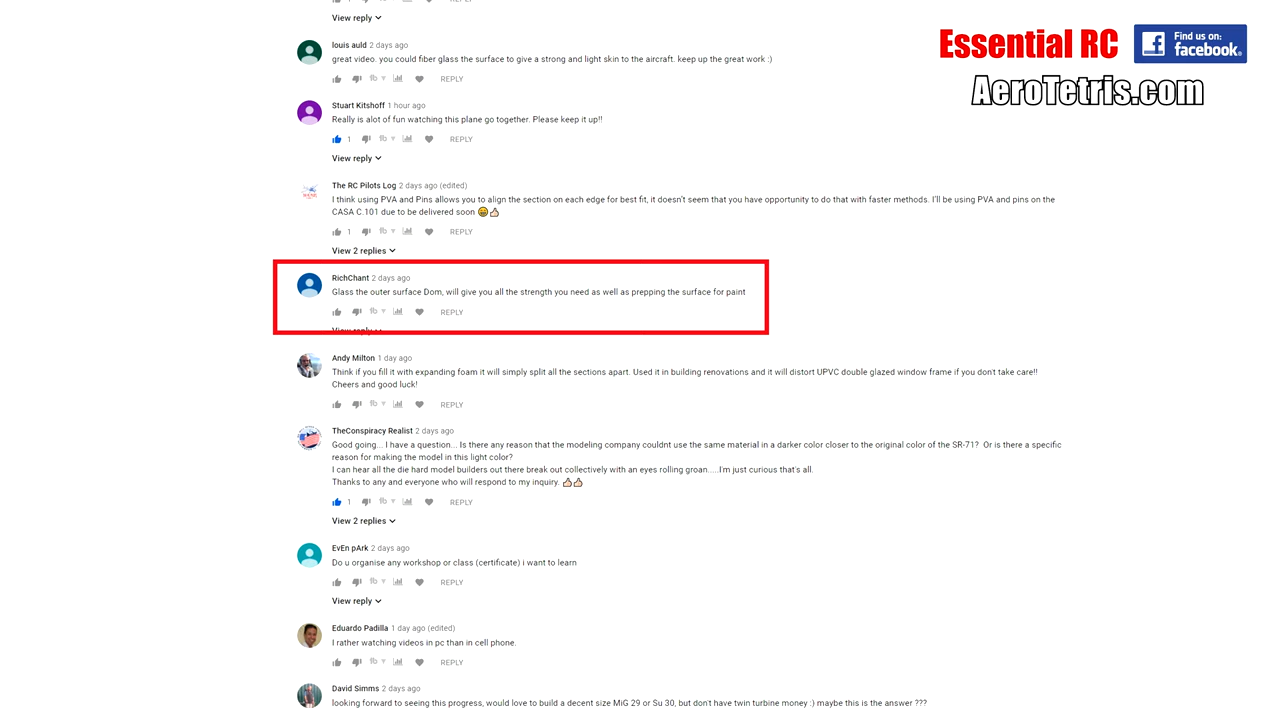 View reply
louis auld 2 days ago
great video. you could fiber glass the surface to give a strong and light skin to the aircraft. keep up the great work :)
REPLY
Stuart Kitshoff 1 hour ago
Really is alot of fun watching this plane go together. Please keep it up!!
1 REPLY
View reply
The RC Pilots Log 2 days ago (edited)
I think using PVA and Pins allows you to align the section on each edge for best fit, it doesn't seem that you have opportunity to do that with faster methods. I'll be using PVA and pins on the
CASA C.101 due to be delivered soon 😀👍
1 REPLY
View 2 replies
RichChant 2 days ago
Glass the outer surface Dom, will give you all the strength you need as well as prepping the surface for paint
REPLY
View reply
Andy Milton 1 day ago
Think if you fill it with expanding foam it will simply split all the sections apart. Used it in building renovations and it will distort UPVC double glazed window frame if you don't take care!!
Cheers and good luck!
REPLY
TheConspiracy Realist 2 days ago
Good going... I have a question... Is there any reason that the modeling company couldnt use the same material in a darker color closer to the original color of the SR-71? Or is there a specific
reason for making the model in this light color?
I can hear all the die hard model builders out there break out collectively with an eyes rolling groan.....I'm just curious that's all.
Thanks to any and everyone who will respond to my inquiry. 👍👍
1 REPLY
View 2 replies
EvEn pArk 2 days ago
Do u organise any workshop or class (certificate) i want to learn
REPLY
View reply
Eduardo Padilla 1 day ago (edited)
I rather watching videos in pc than in cell phone.
REPLY
David Simms 2 days ago
looking forward to seeing this progress, would love to build a decent size MiG 29 or Su 30, but don't have twin turbine money :) maybe this is the answer ???
Essential RC
Find us on:
facebook®
AeroTetris.com